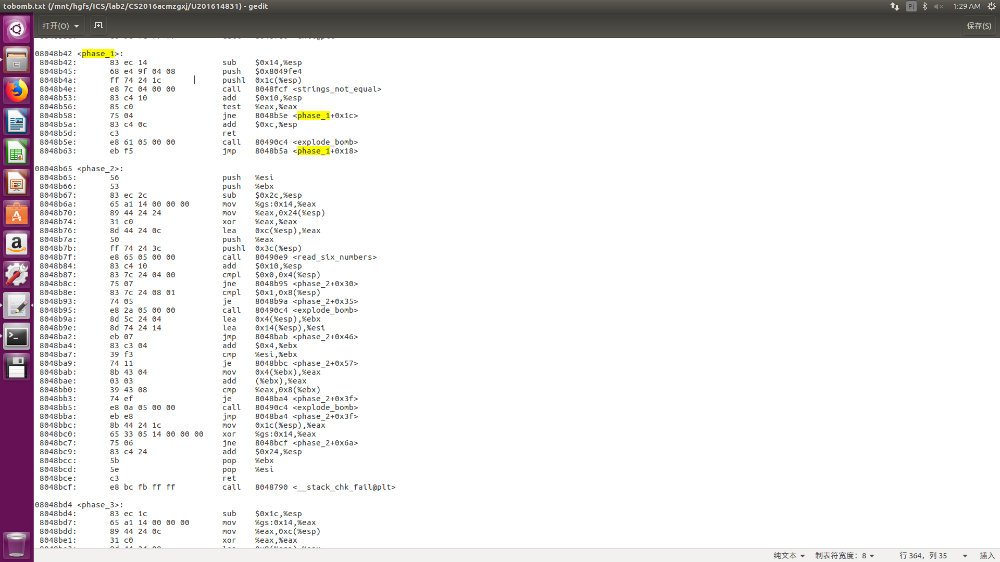 tobomb.txt (/mnt/hgfs/ICS/lab2/CS2016acmzgxj/U201614831) - gedit
1:29 AM
打开(O)
保存(S)
08048b42 <phase_1>:
8048b42: 83 ec 14 sub $0x14,%esp
8048b45: 68 e4 9f 04 08 push $0x8049fe4
8048b4a: ff 74 24 1c pushl 0x1c(%esp)
8048b4e: e8 7c 04 00 00 call 8048fcf <strings_not_equal>
8048b53: 83 c4 10 add $0x10,%esp
8048b56: 85 c0 test %eax,%eax
8048b58: 75 04 jne 8048b5e <phase_1+0x1c>
8048b5a: 83 c4 0c add $0xc,%esp
8048b5d: c3 ret
8048b5e: e8 61 05 00 00 call 80490c4 <explode_bomb>
8048b63: eb f5 jmp 8048b5a <phase_1+0x18>
08048b65 <phase_2>:
8048b65: 56 push %esi
8048b66: 53 push %ebx
8048b67: 83 ec 2c sub $0x2c,%esp
8048b6a: 65 a1 14 00 00 00 mov %gs:0x14,%eax
8048b70: 89 44 24 24 mov %eax,0x24(%esp)
8048b74: 31 c0 xor %eax,%eax
8048b76: 8d 44 24 0c lea 0xc(%esp),%eax
8048b7a: 50 push %eax
8048b7b: ff 74 24 3c pushl 0x3c(%esp)
8048b7f: e8 65 05 00 00 call 80490e9 <read_six_numbers>
8048b84: 83 c4 10 add $0x10,%esp
8048b87: 83 7c 24 04 00 cmpl $0x0,0x4(%esp)
8048b8c: 75 07 jne 8048b95 <phase_2+0x30>
8048b8e: 83 7c 24 08 01 cmpl $0x1,0x8(%esp)
8048b93: 74 05 je 8048b9a <phase_2+0x35>
8048b95: e8 2a 05 00 00 call 80490c4 <explode_bomb>
8048b9a: 8d 5c 24 04 lea 0x4(%esp),%ebx
8048b9e: 8d 74 24 14 lea 0x14(%esp),%esi
8048ba2: eb 07 jmp 8048bab <phase_2+0x46>
8048ba4: 83 c3 04 add $0x4,%ebx
8048ba7: 39 f3 cmp %esi,%ebx
8048ba9: 74 11 je 8048bbc <phase_2+0x57>
8048bab: 8b 43 04 mov 0x4(%ebx),%eax
8048bae: 03 03 add (%ebx),%eax
8048bb0: 39 43 08 cmp %eax,0x8(%ebx)
8048bb3: 74 ef je 8048ba4 <phase_2+0x3f>
8048bb5: e8 0a 05 00 00 call 80490c4 <explode_bomb>
8048bba: eb e8 jmp 8048ba4 <phase_2+0x3f>
8048bbc: 8b 44 24 1c mov 0x1c(%esp),%eax
8048bc0: 65 33 05 14 00 00 00 xor %gs:0x14,%eax
8048bc7: 75 06 jne 8048bcf <phase_2+0x6a>
8048bc9: 83 c4 24 add $0x24,%esp
8048bcc: 5b pop %ebx
8048bcd: 5e pop %esi
8048bce: c3 ret
8048bcf: e8 bc fb ff ff call 8048790 <__stack_chk_fail@plt>
08048bd4 <phase_3>:
8048bd4: 83 ec 1c sub $0x1c,%esp
8048bd7: 65 a1 14 00 00 00 mov %gs:0x14,%eax
8048bdd: 89 44 24 0c mov %eax,0xc(%esp)
8048be1: 31 c0 xor %eax,%eax
纯文本 制表符宽度：8 行 364，列 35 插入